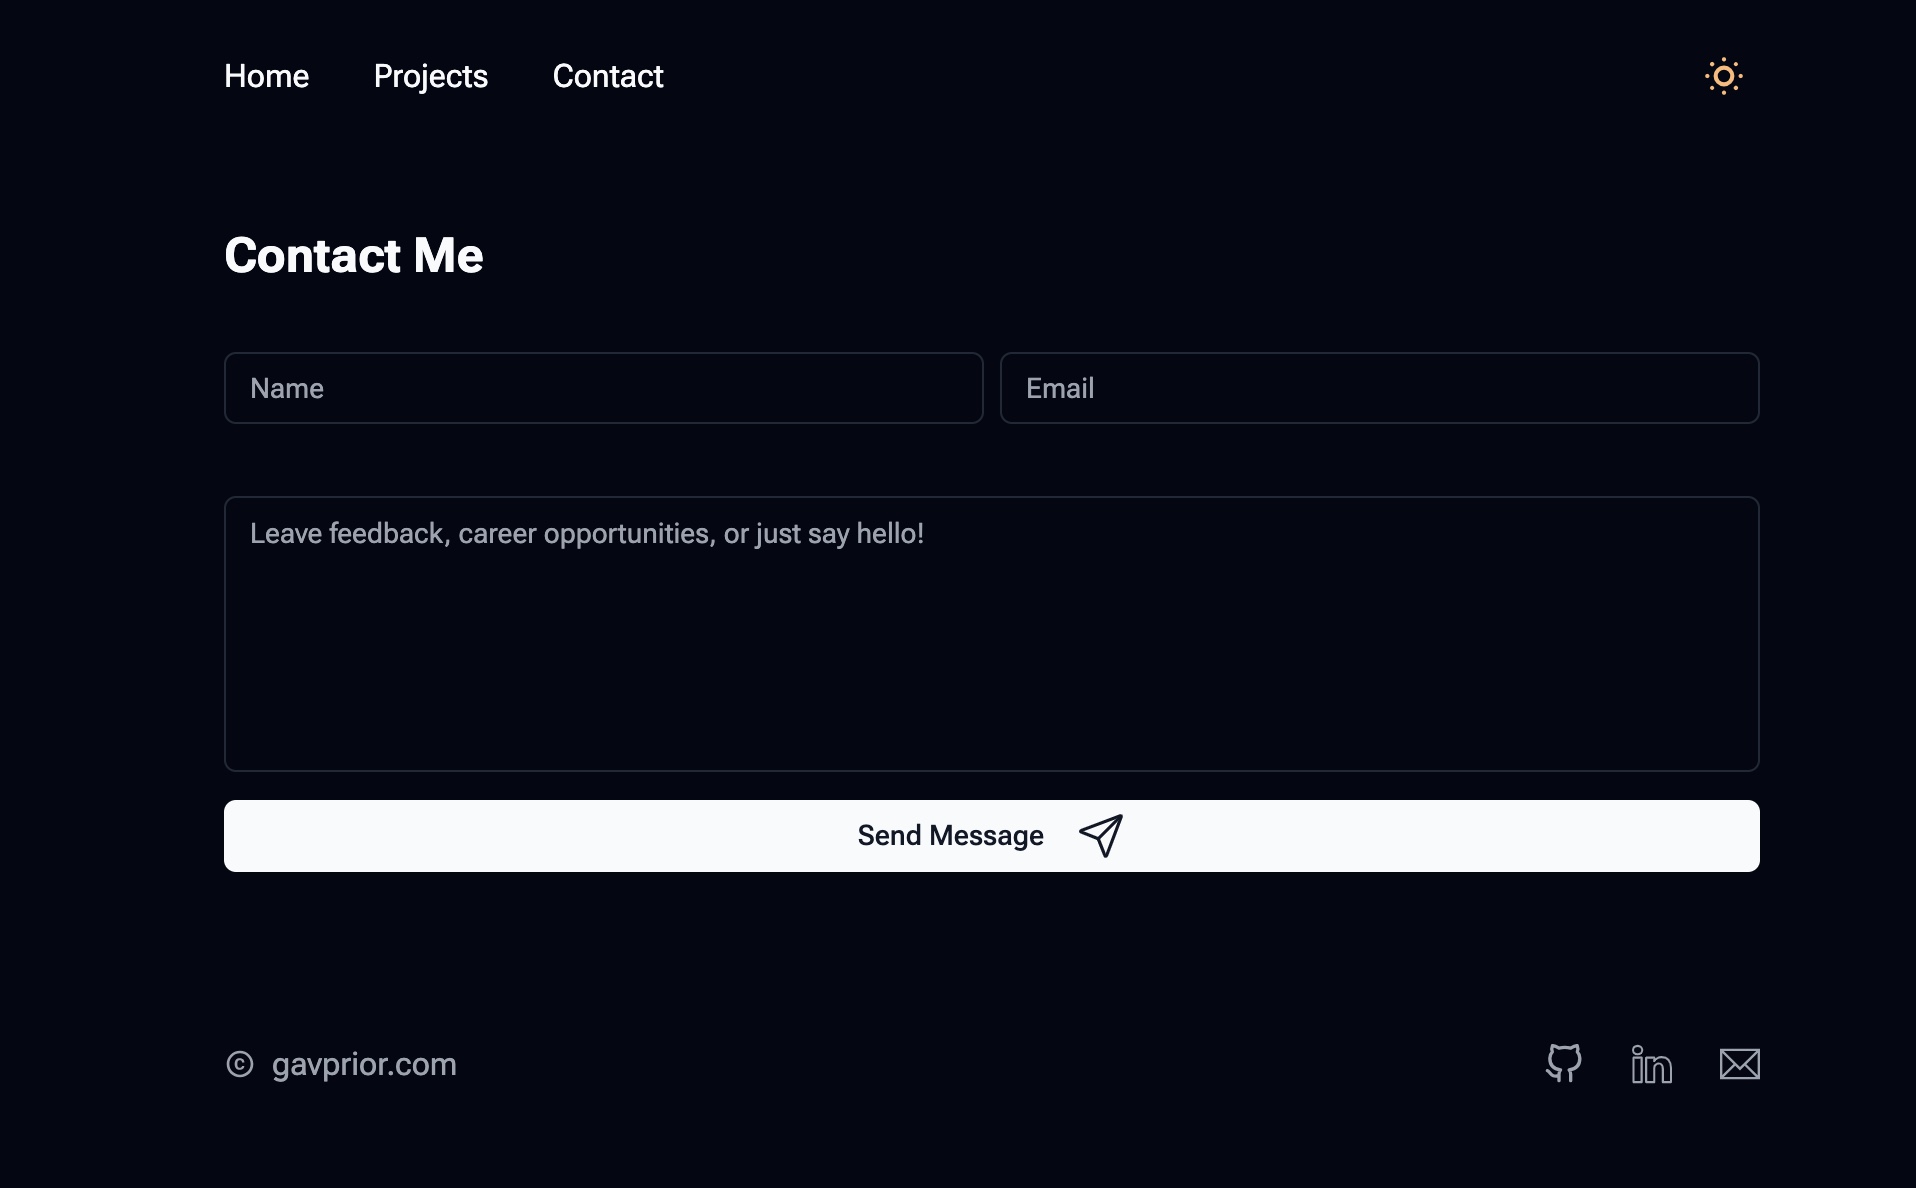 Home Projects Contact
Contact Me
Name Email
Leave feedback, career opportunities, or just say hello!
Send Message
© gavprior.com